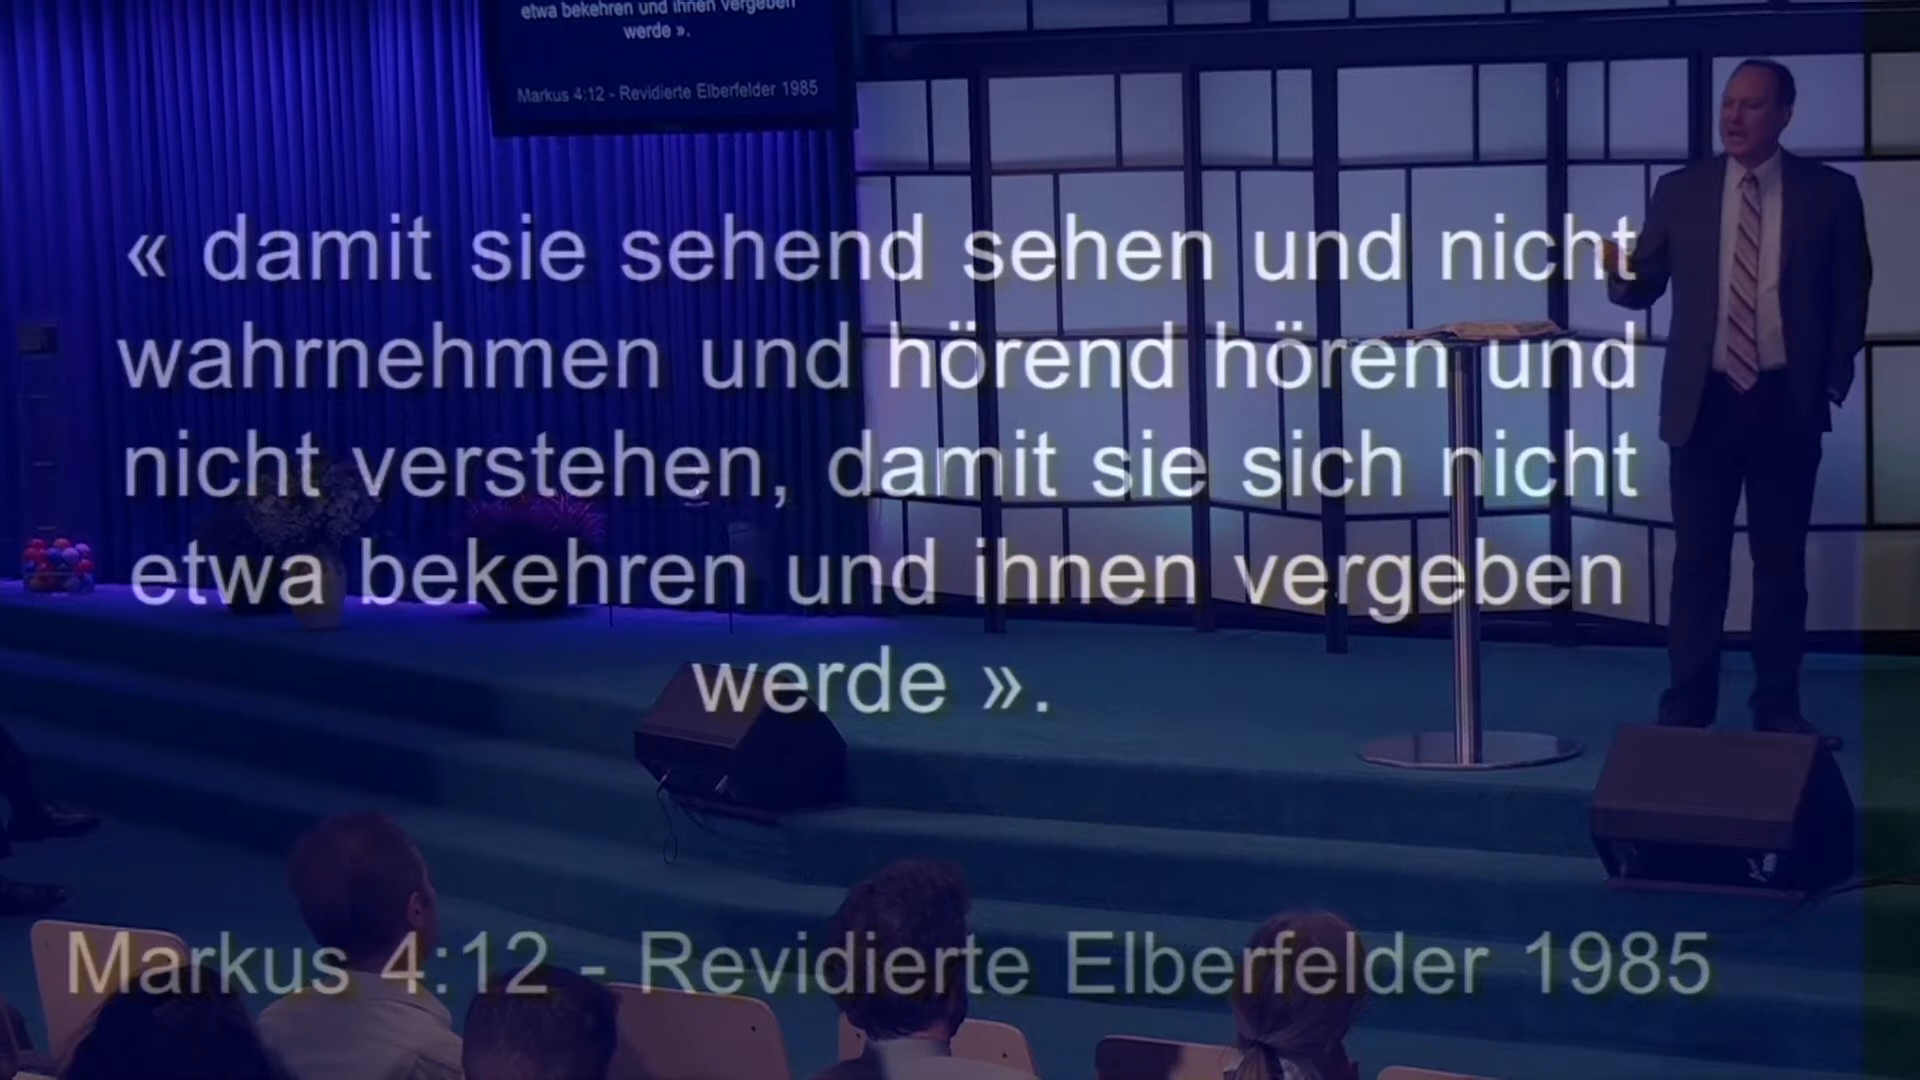 etwa bekehren und ihnen vergeben
werde ».
Markus 4:12 - Revidierte Elberfelder 1985
« damit sie sehend sehen und nicht
wahrnehmen und hörend hören und
nicht verstehen, damit sie sich nicht
etwa bekehren und ihnen vergeben
werde ».
Markus 4:12 - Revidierte Elberfelder 1985